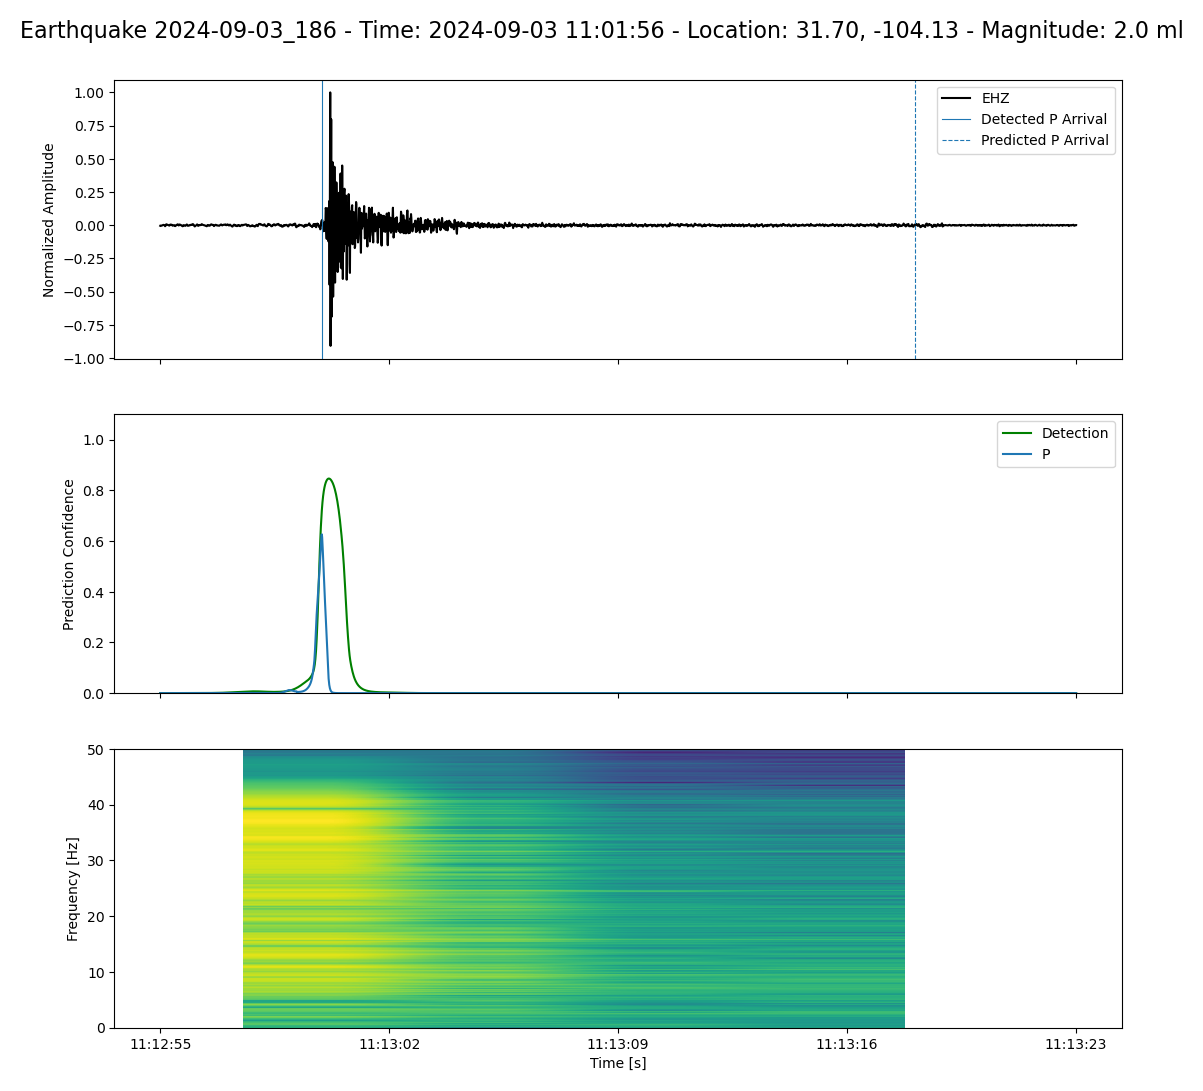 Earthquake 2024-09-03_186 - Time: 2024-09-03 11:01:56 - Location: 31.70, -104.13 - Magnitude: 2.0 ml
Normalized Amplitude
1.00
0.75
0.50
0.25
0.00
−0.25
−0.50
−0.75
−1.00
EHZ
Detected P Arrival
Predicted P Arrival
Prediction Confidence
1.0
0.8
0.6
0.4
0.2
0.0
Detection
P
Frequency [Hz]
50
40
30
20
10
0
11:12:55
11:13:02
11:13:09
11:13:16
11:13:23
Time [s]